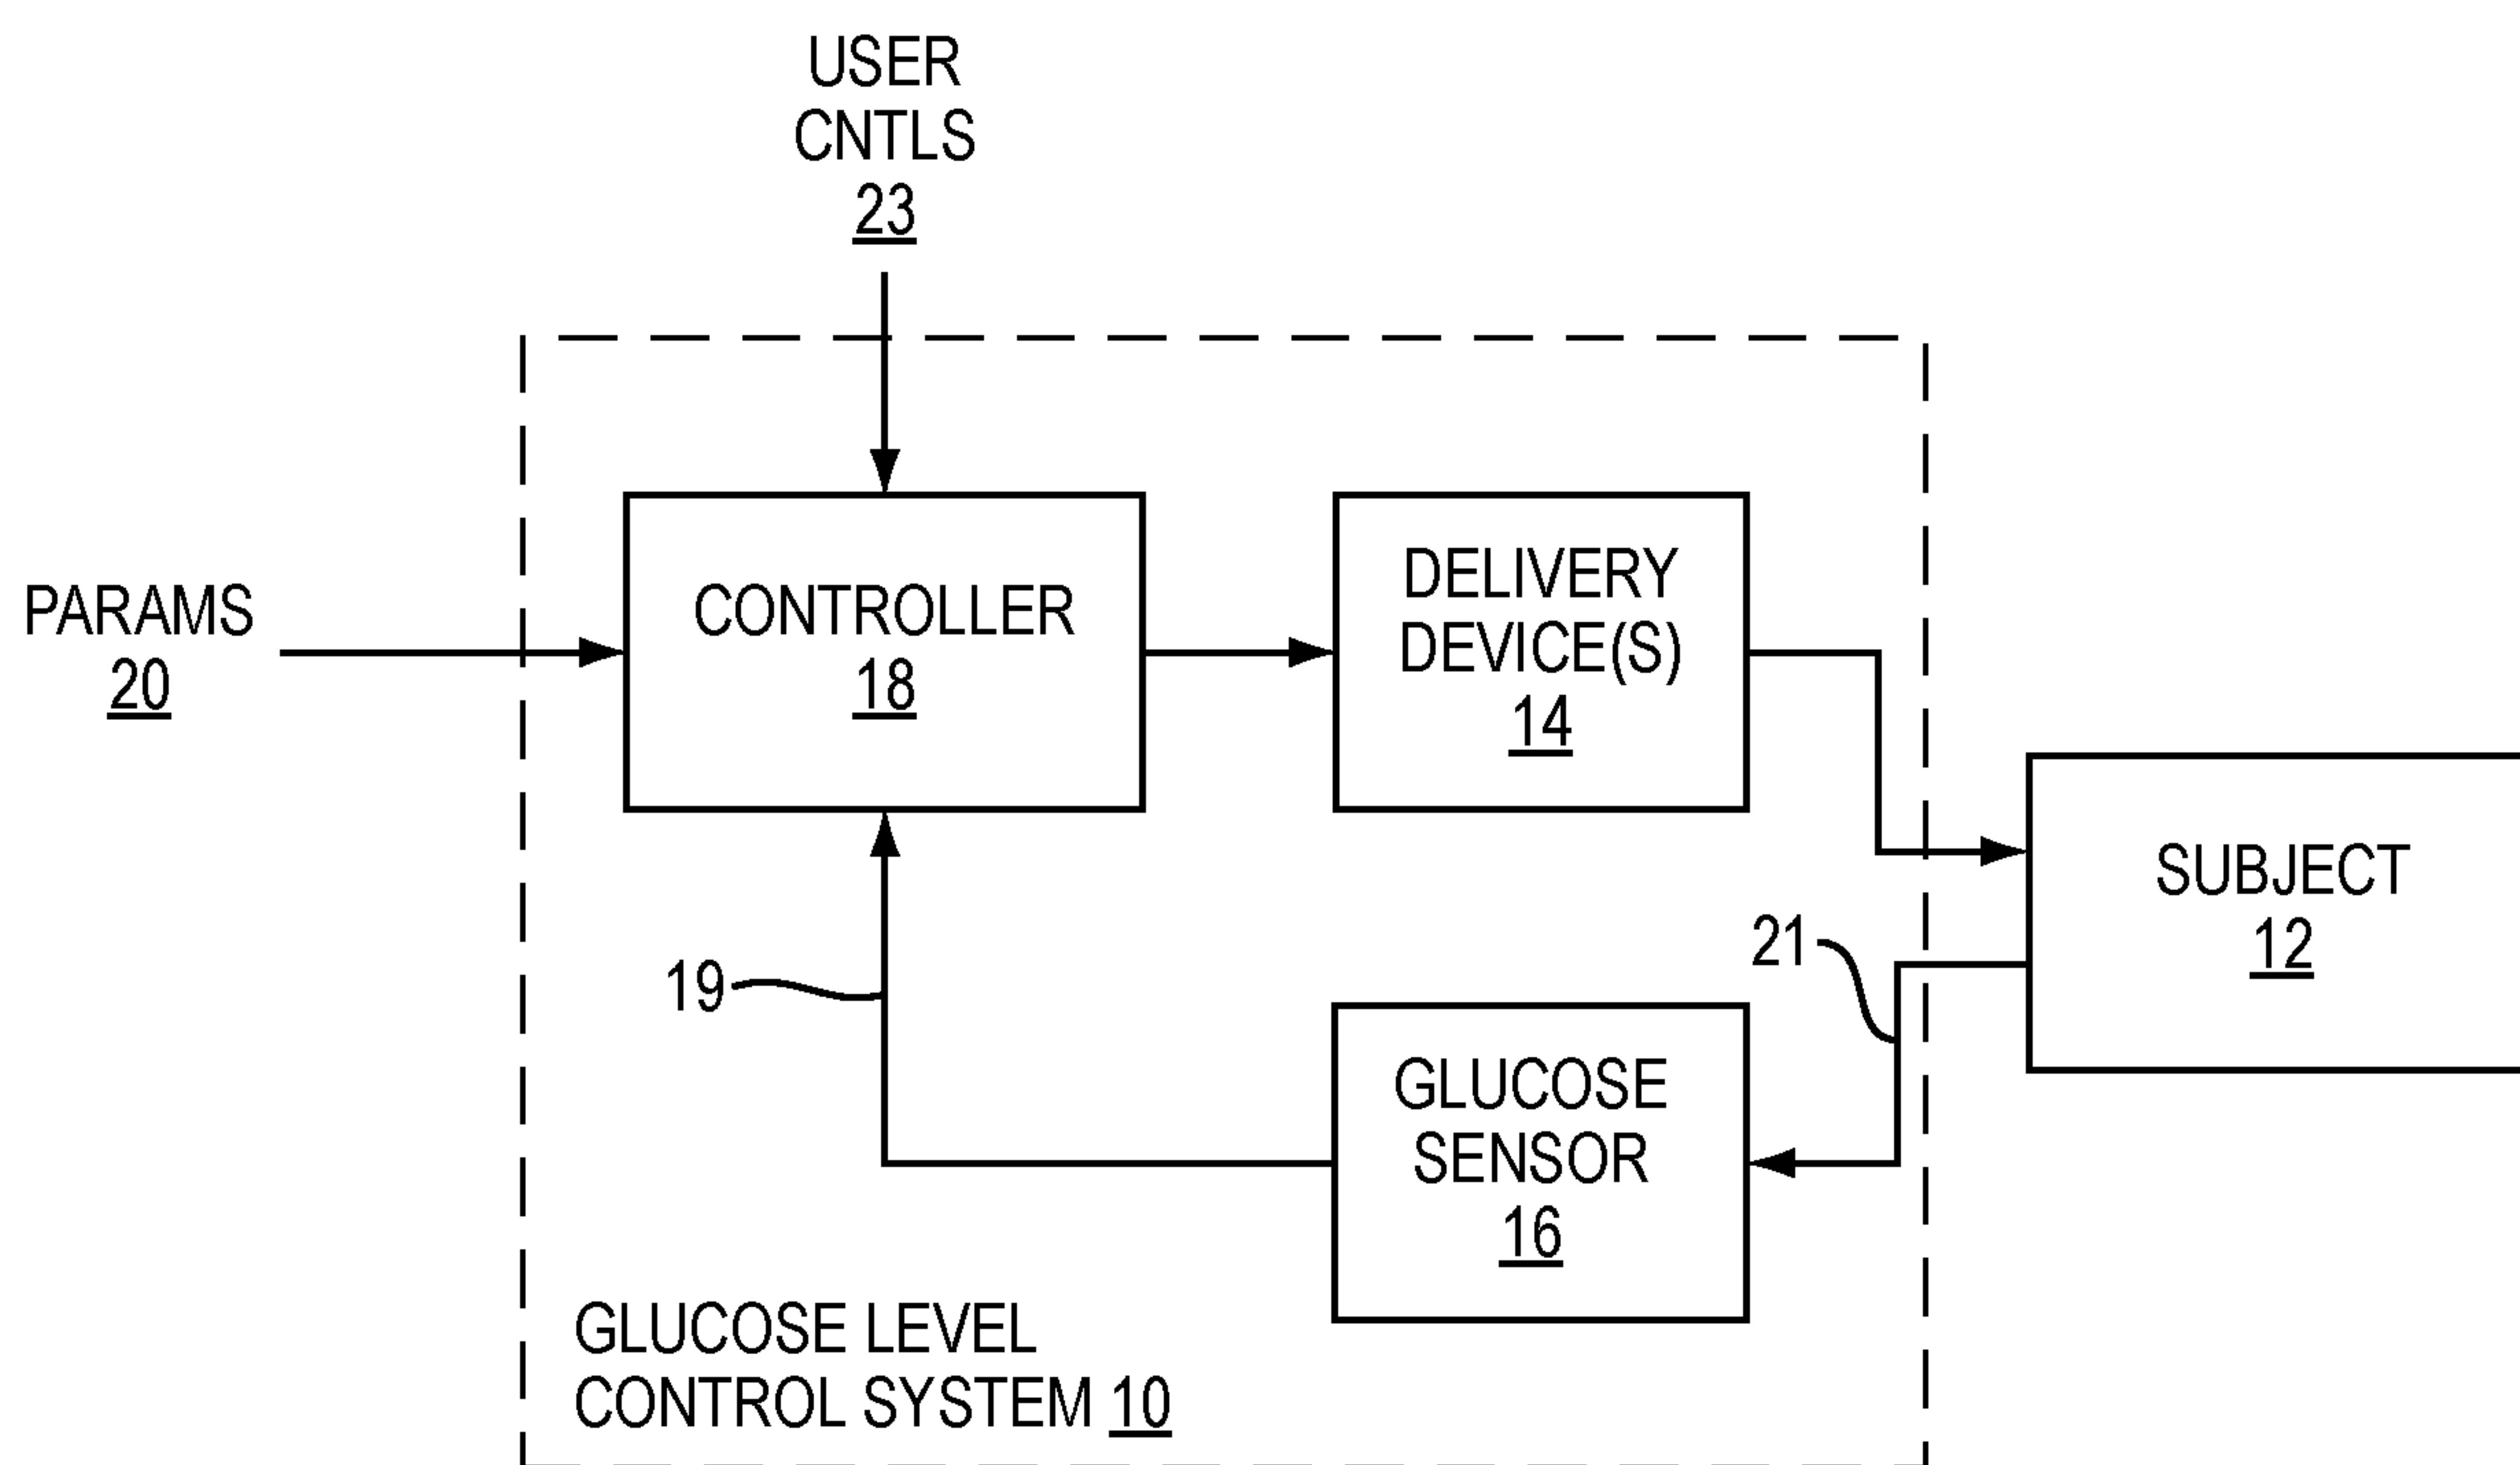 USER
CNTLS
23
PARAMS
20
CONTROLLER
18
DELIVERY
DEVICE(S)
14
SUBJECT
12
21
19
GLUCOSE
SENSOR
16
GLUCOSE LEVEL
CONTROL SYSTEM 10